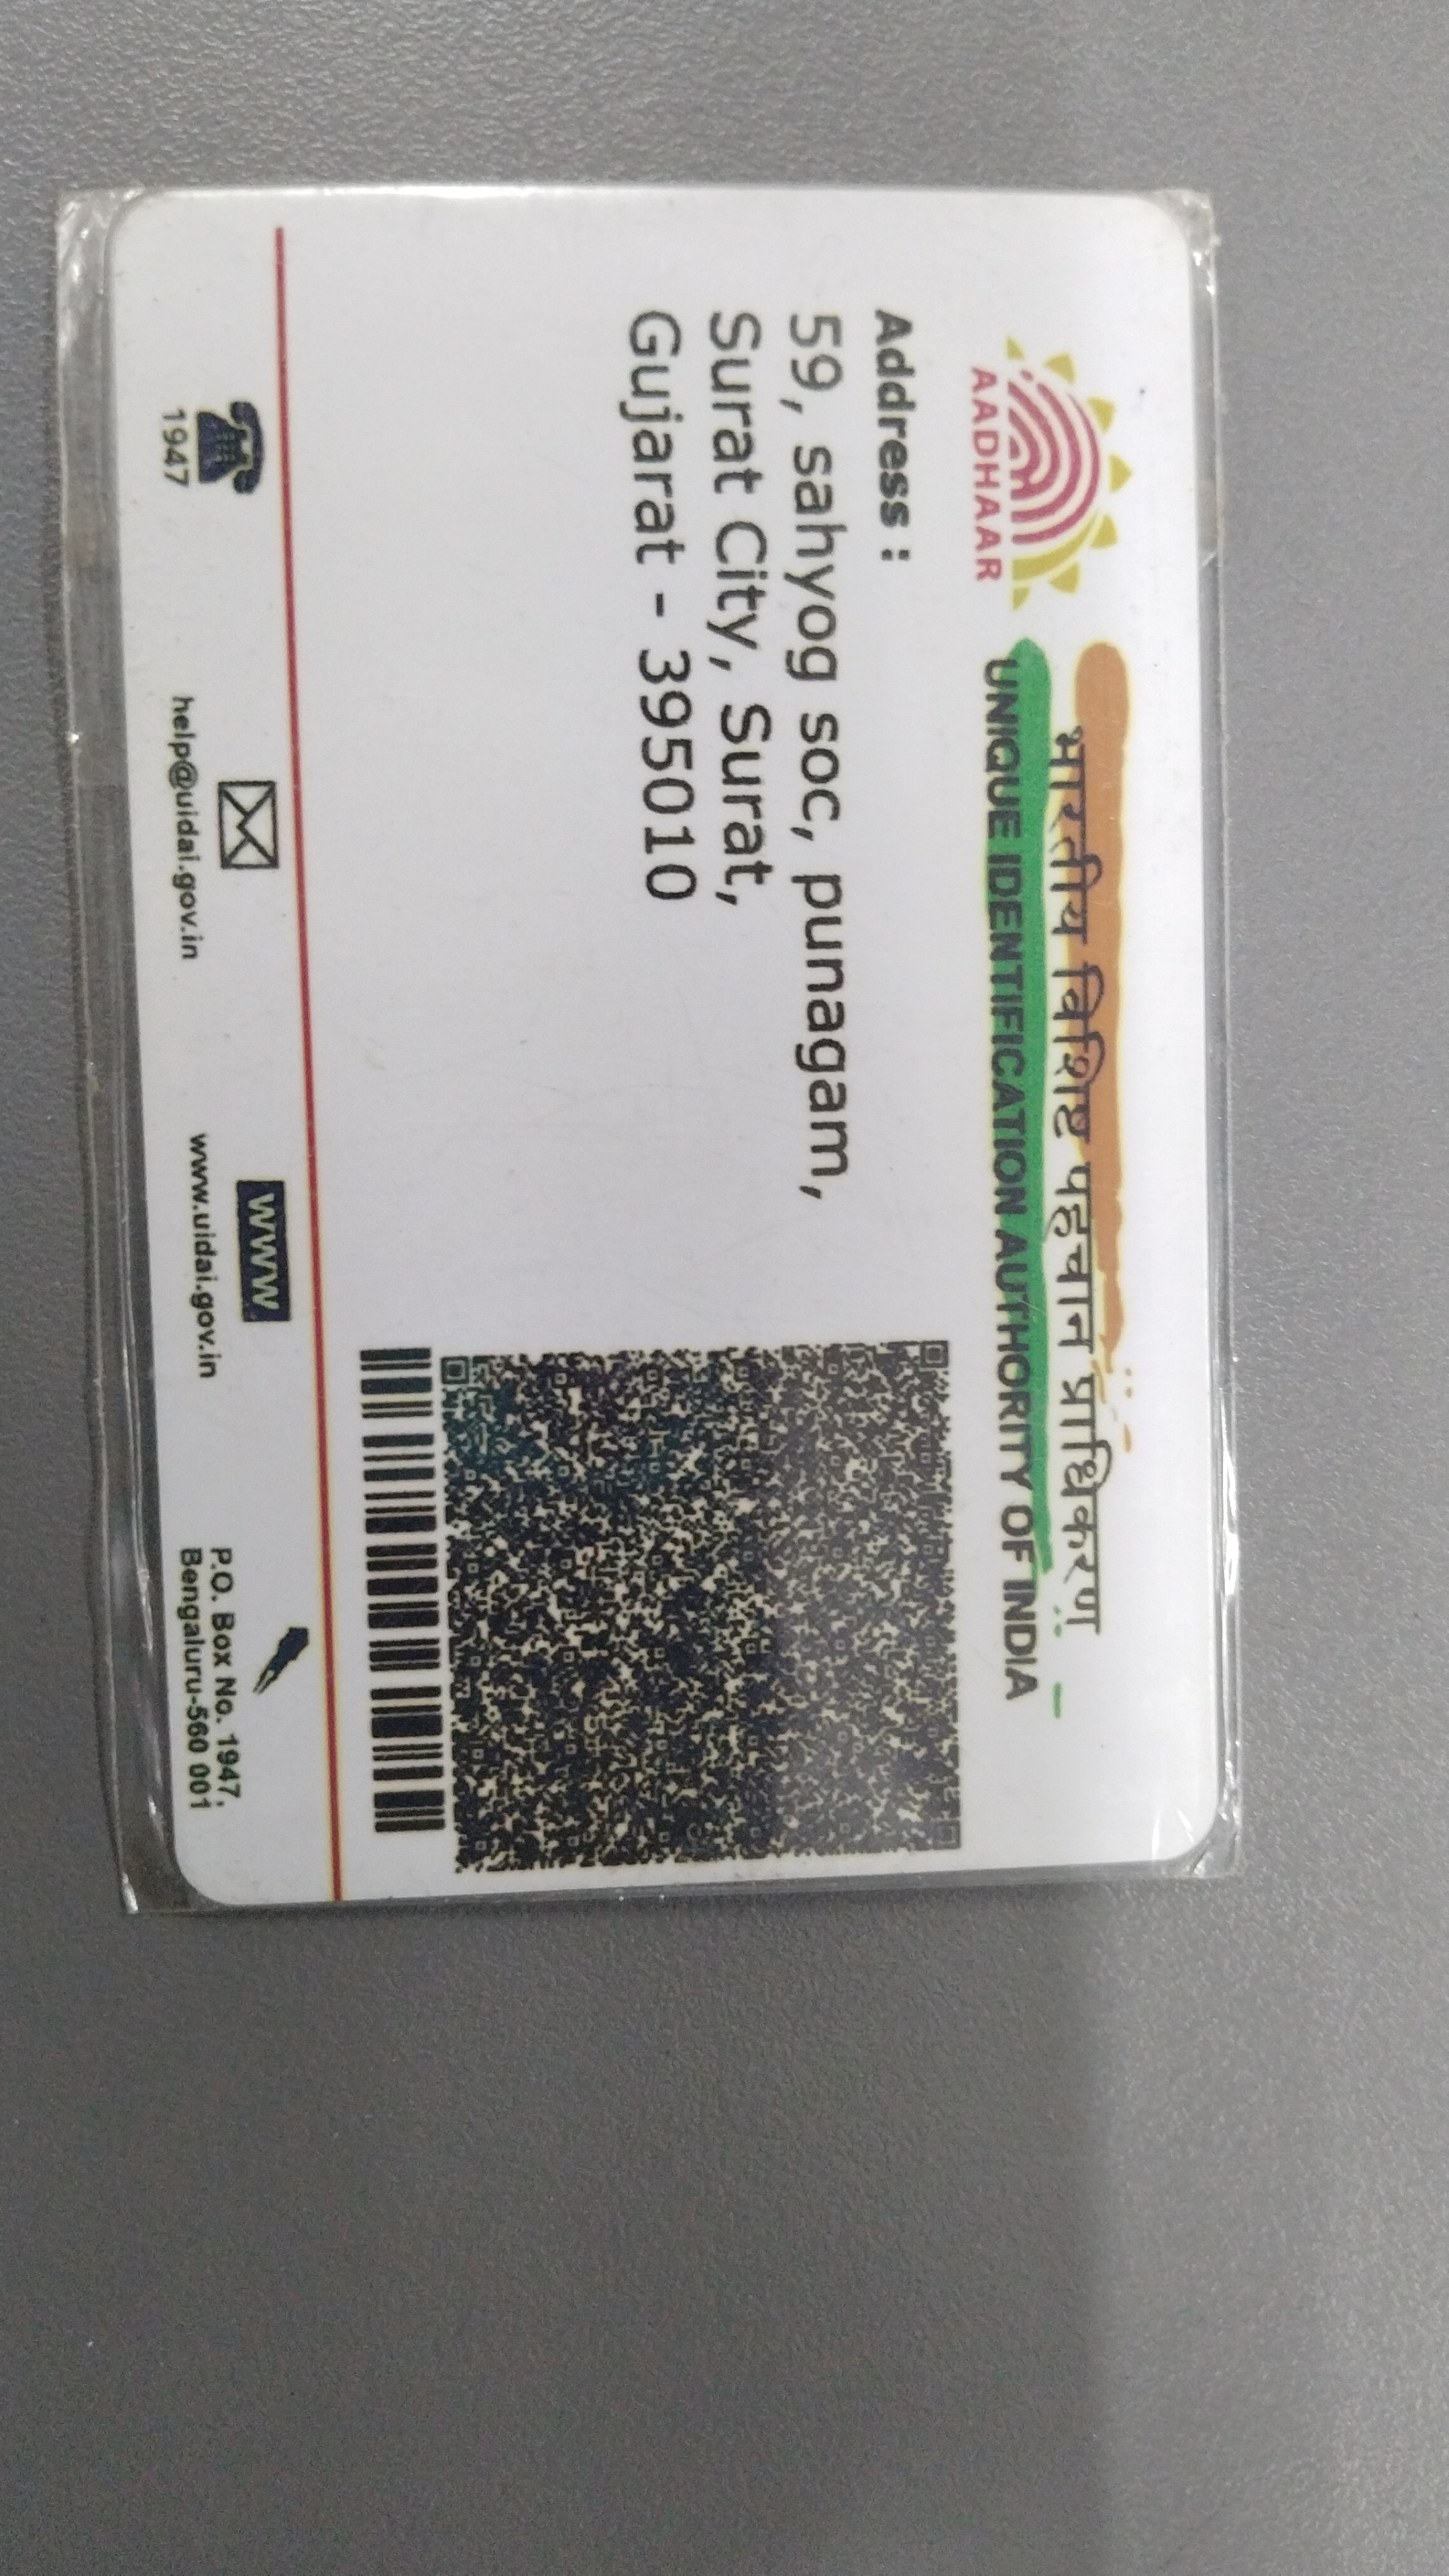 भारतीय विशिष्ट पहचान प्राधिकरण
UNIQUE IDENTIFICATION AUTHORITY OF INDIA
AADHAAR
Address :
59, sahyog soc, punagam,
Surat City, Surat,
Gujarat - 395010
1947
help@uidai.gov.in
www
www.uidai.gov.in
P.O. Box No. 1947,
Bengaluru-560 001